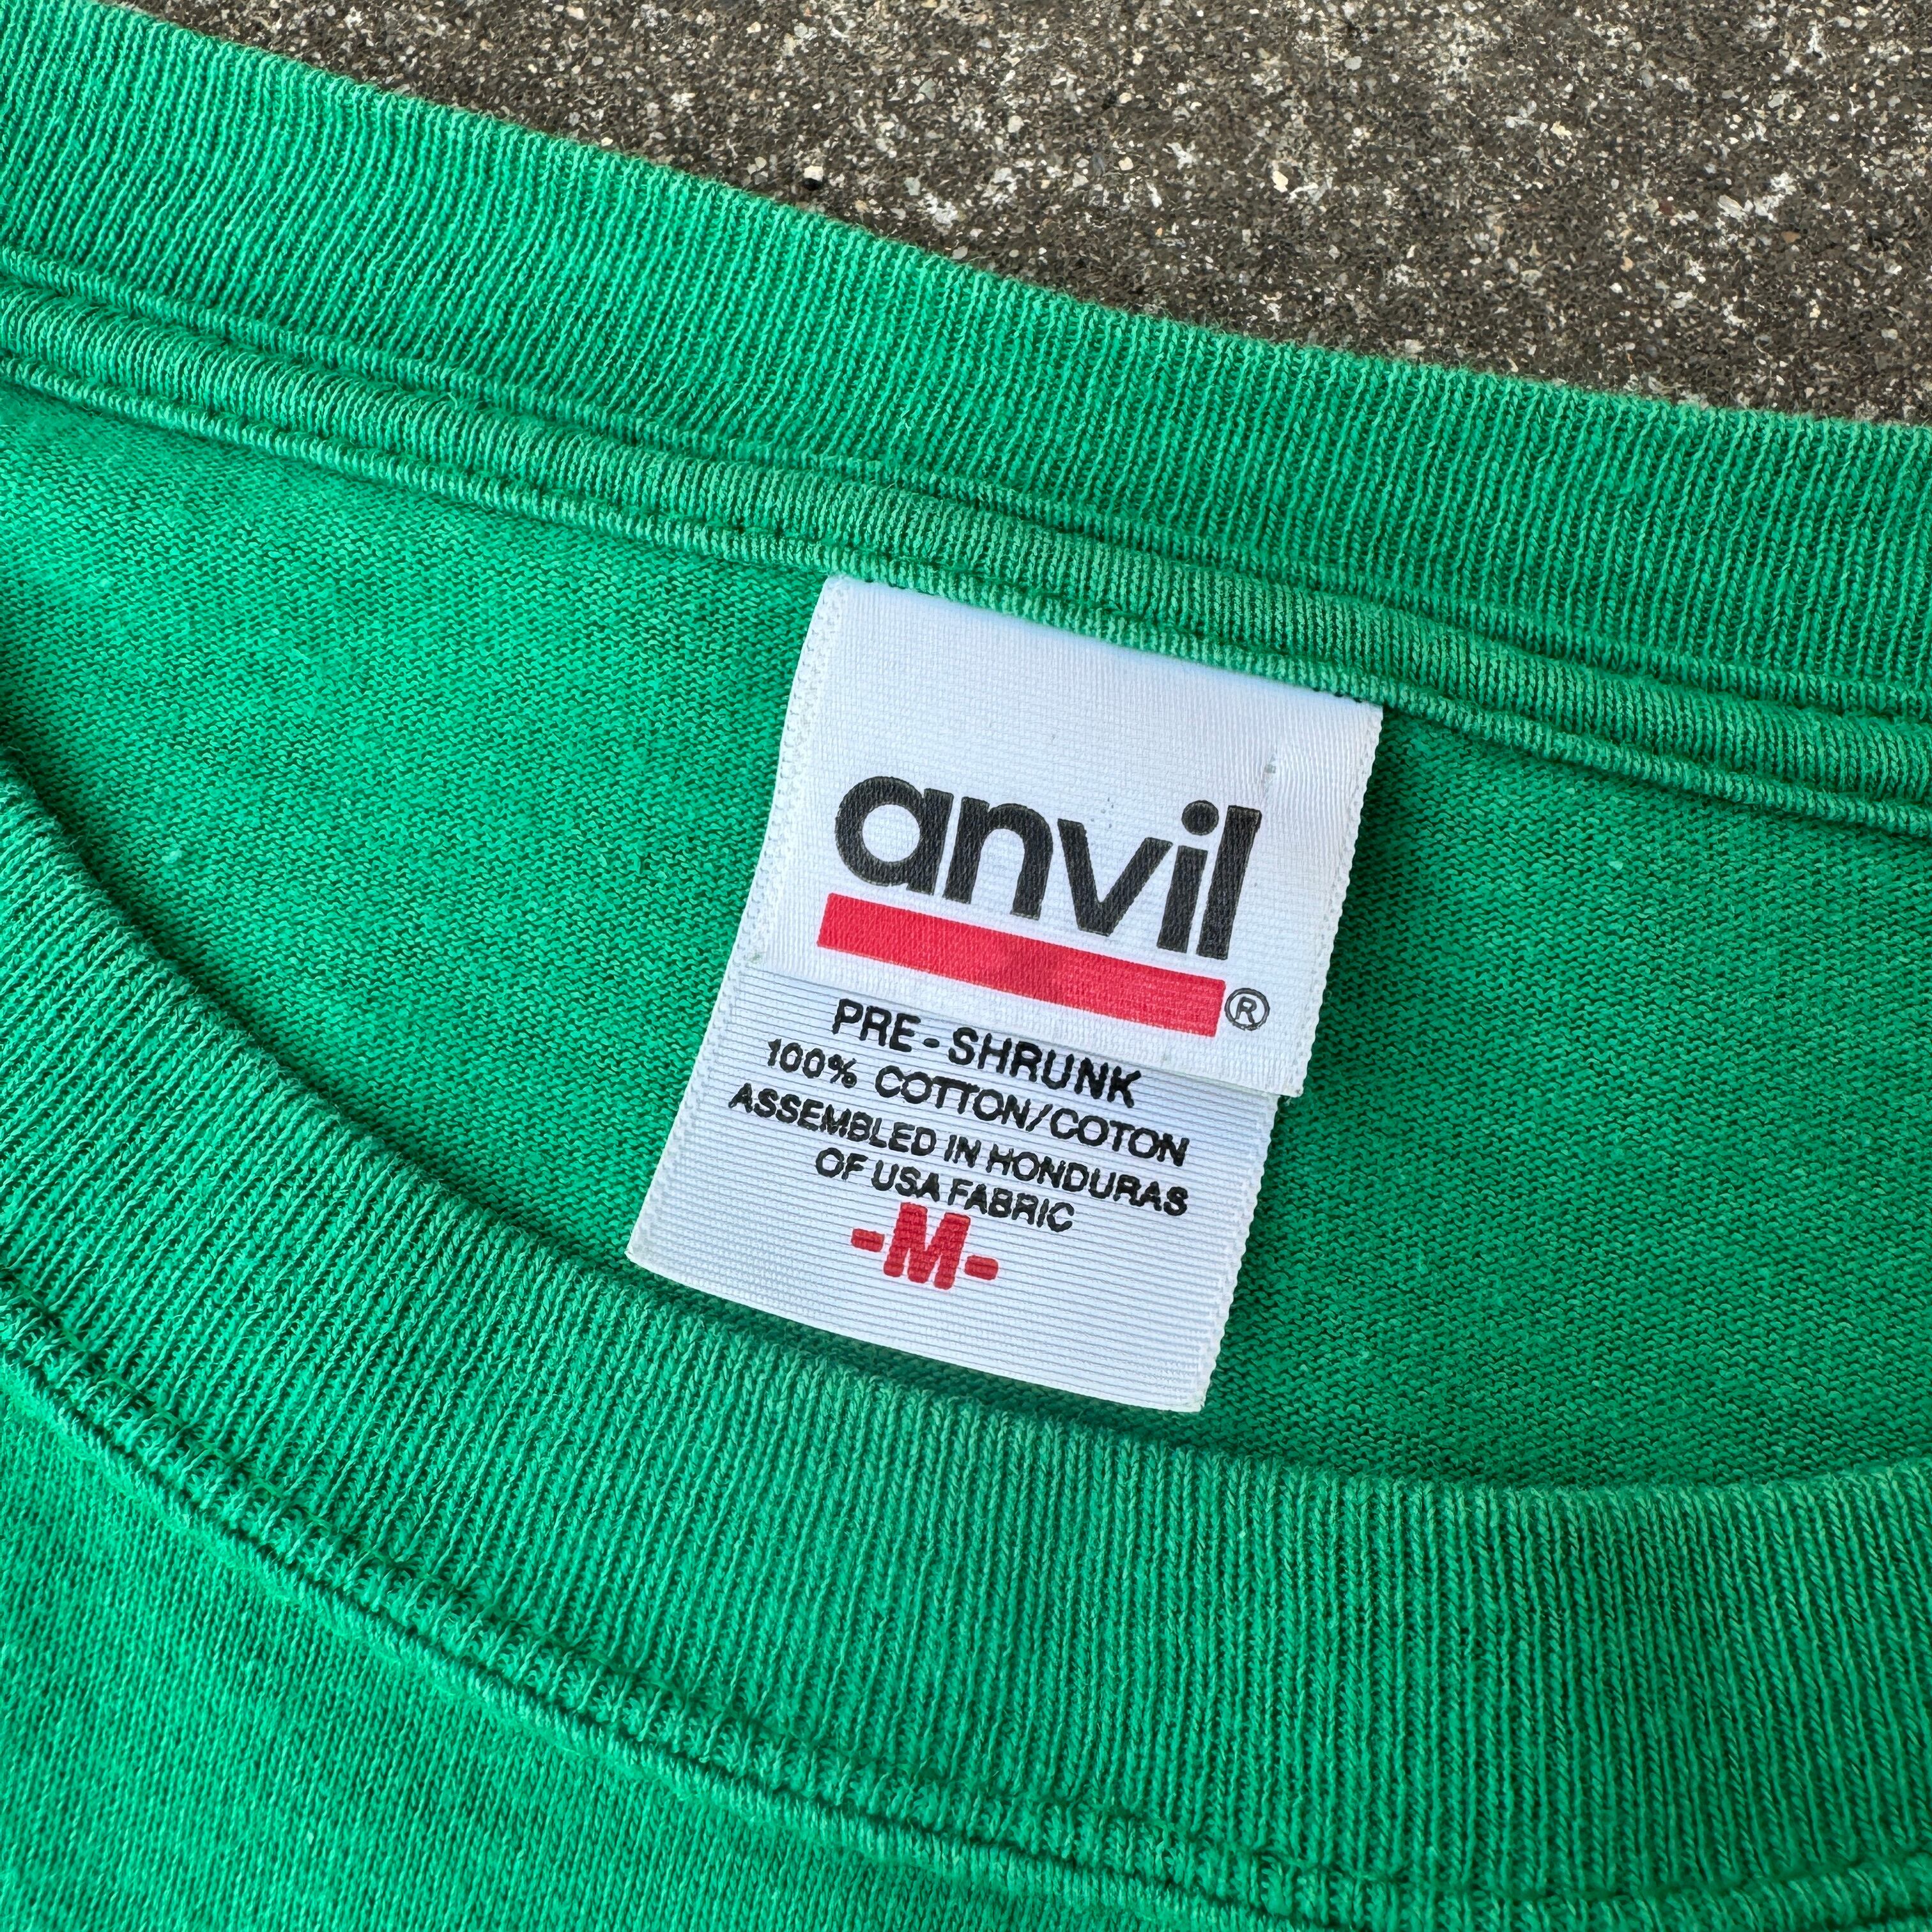 anvil
®
PRE-SHRUNK
100% COTTON/COTON
ASSEMBLED IN HONDURAS
OF USA FABRIC
-M-